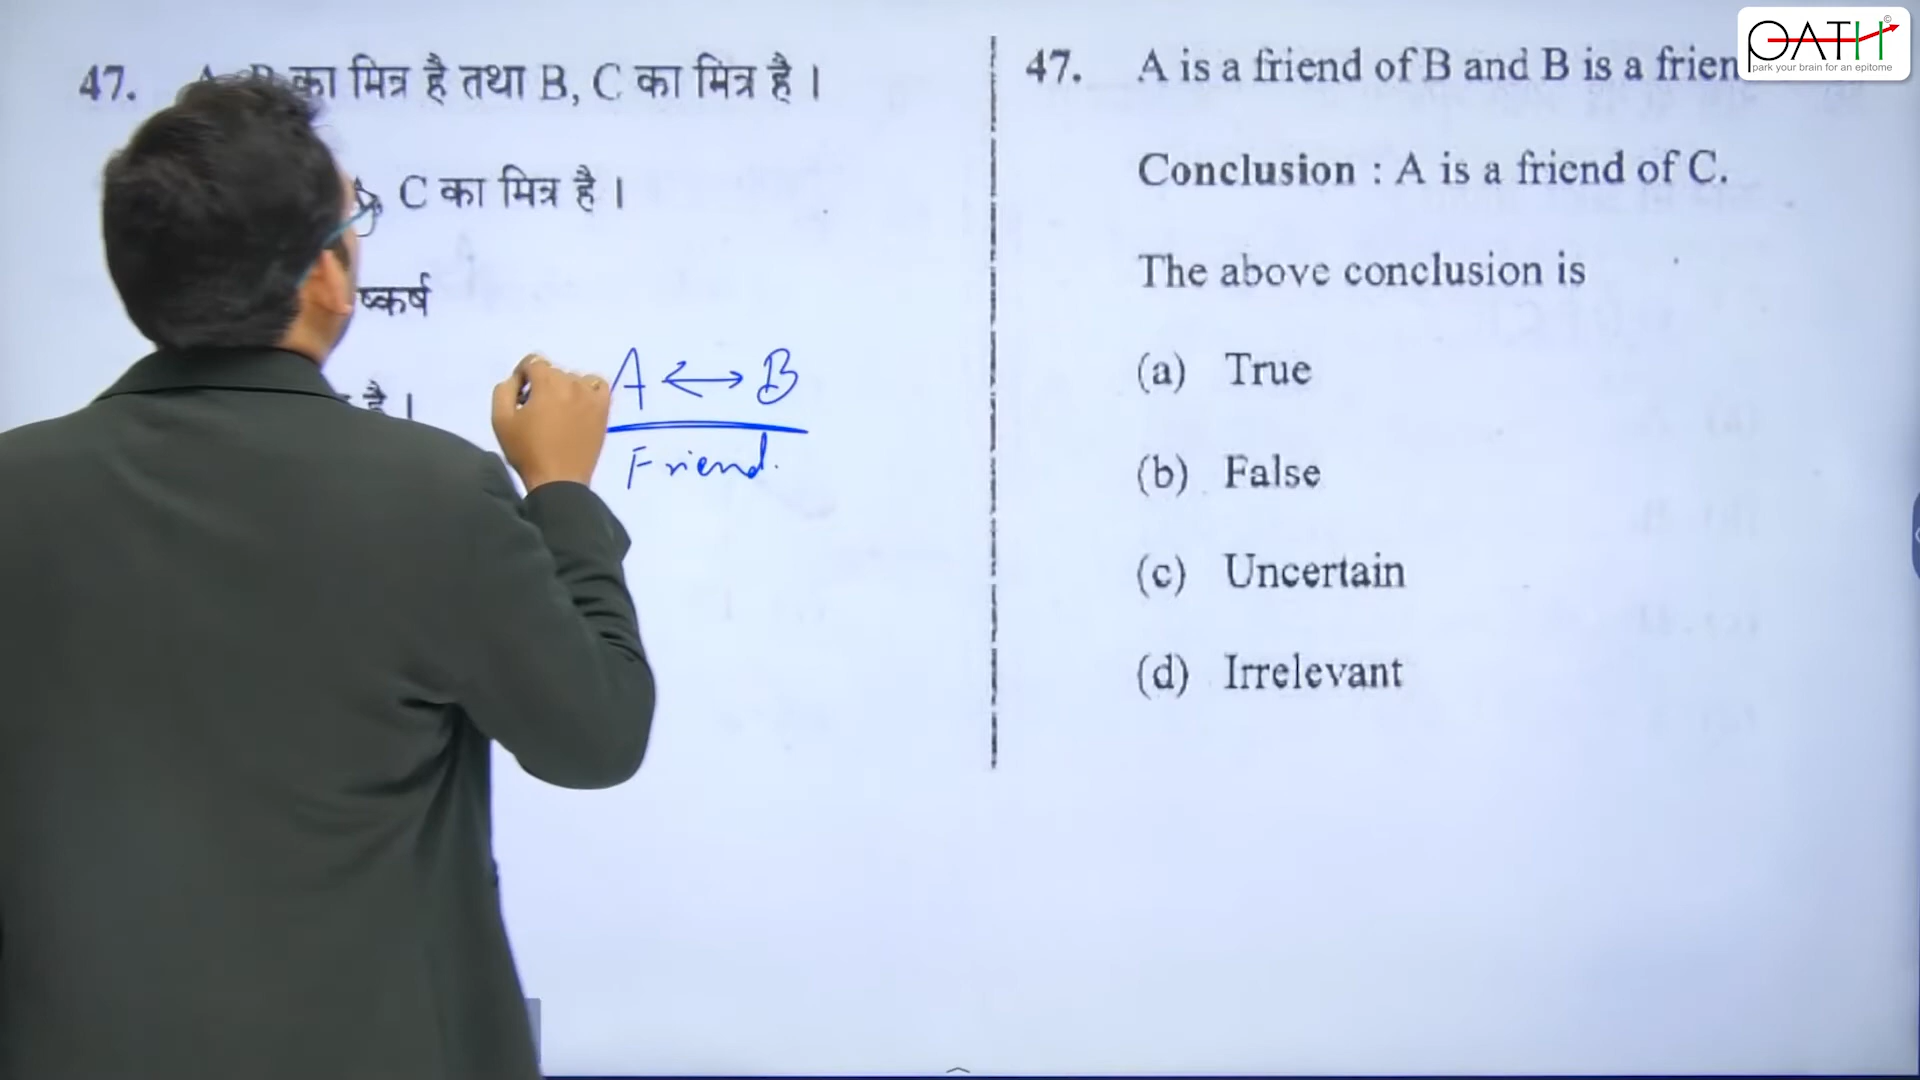 47. का मित्र है तथा B, C का मित्र है ।
C का मित्र है ।
ष्कर्ष
है ।
A ↔ B
Friend.
47. A is a friend of B and B is a frien
Conclusion : A is a friend of C.
The above conclusion is
(a) True
(b) False
(c) Uncertain
(d) Irrelevant
PATH
©
park your brain for an epitome